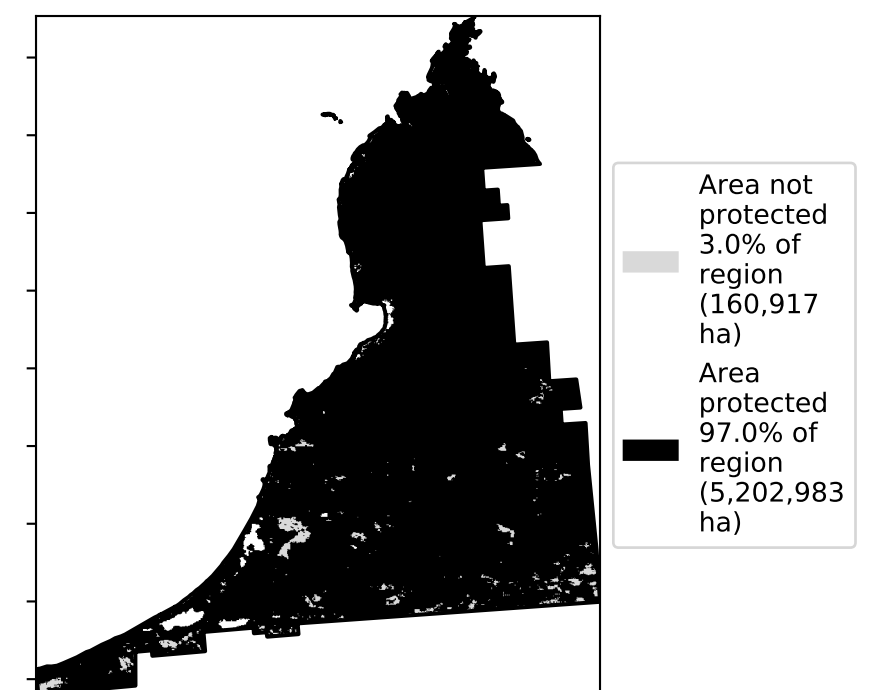 Area not
protected
3.0% of
region
(160,917
ha)
Area
protected
97.0% of
region
(5,202,983
ha)